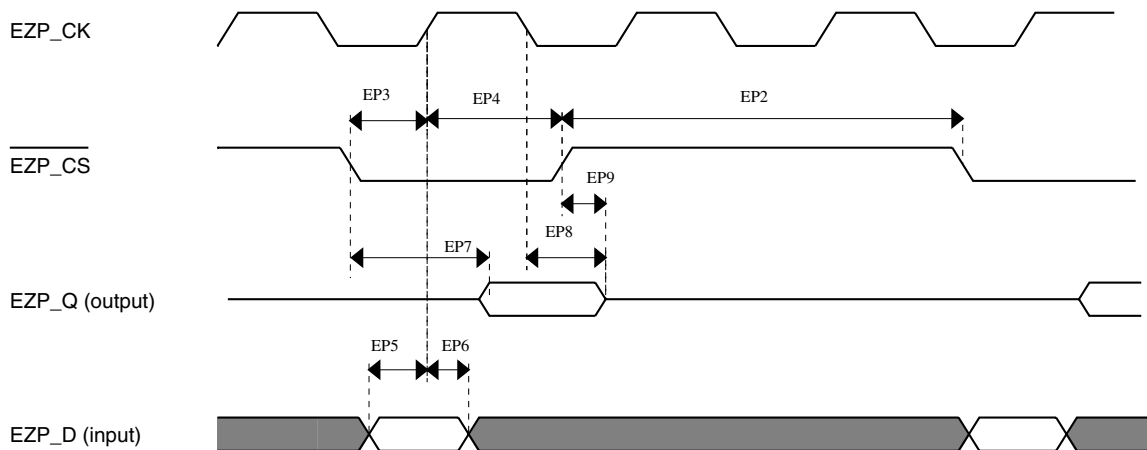 EZP_CK
EP3 EP4 EP2
EZP_CS
EP9
EP7 EP8
EZP_Q (output)
EP5 EP6
EZP_D (input)